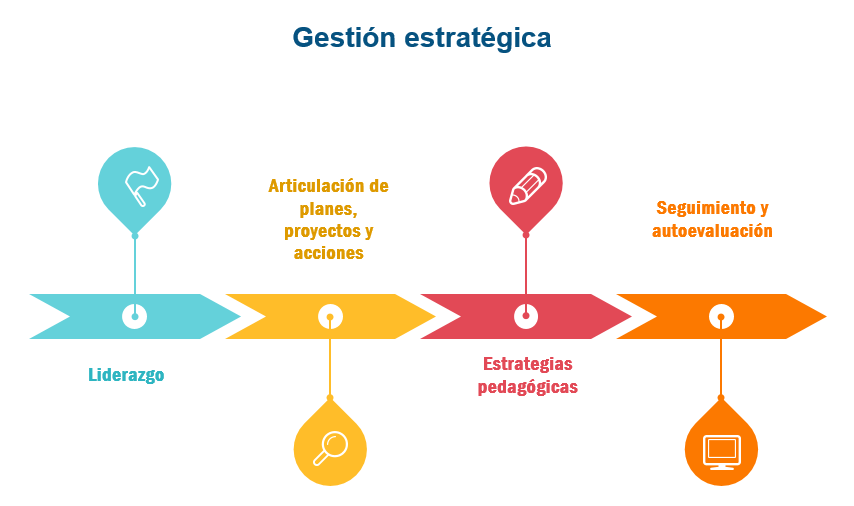 Gestión estratégica
Liderazgo
Articulación de
planes,
proyectos y
acciones
Estrategias
pedagógicas
Seguimiento y
autoevaluación